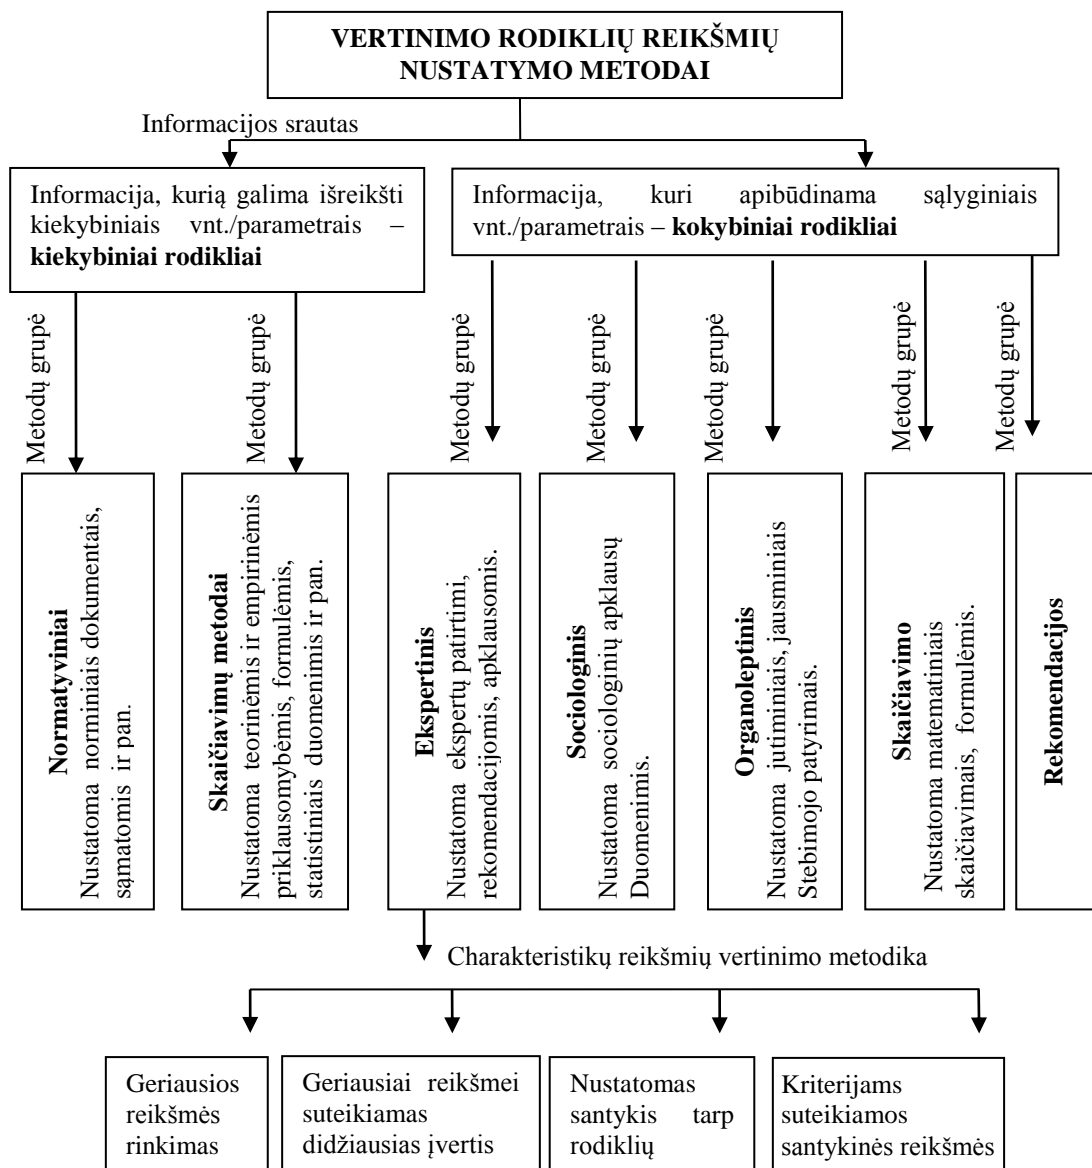 VERTINIMO RODIKLIŲ REIKŠMIŲ
NUSTATYMO METODAI
Informacijos srautas
Informacija, kurią galima išreikšti
kiekybiniais vnt./parametrais –
kiekybiniai rodikliai
Informacija, kuri apibūdinama sąlyginiais
vnt./parametrais – kokybiniai rodikliai
Metodų grupė
Metodų grupė
Metodų grupė
Metodų grupė
Metodų grupė
Metodų grupė
Metodų grupė
Normatyviniai
Nustatoma norminiais dokumentais,
sąmatomis ir pan.
Skaičiavimų metodai
Nustatoma teorinėmis ir empirinėmis
priklausomybėmis, formulėmis,
statistiniais duomenimis ir pan.
Ekspertinis
Nustatoma ekspertų patirtimi,
rekomendacijomis, apklausomis.
Sociologinis
Nustatoma sociologinių apklausų
Duomenimis.
Organoleptinis
Nustatoma jutiminiais, jausminiais
Stebimojo patyrimais.
Skaičiavimo
Nustatoma matematiniais
skaičiavimais, formulėmis.
Rekomendacijos
Charakteristikų reikšmių vertinimo metodika
Geriausios
reikšmės
rinkimas
Geriausiai reikšmei
suteikiamas
didžiausias įvertis
Nustatomas
santykis tarp
rodiklių
Kriterijams
suteikiamos
santykinės reikšmės